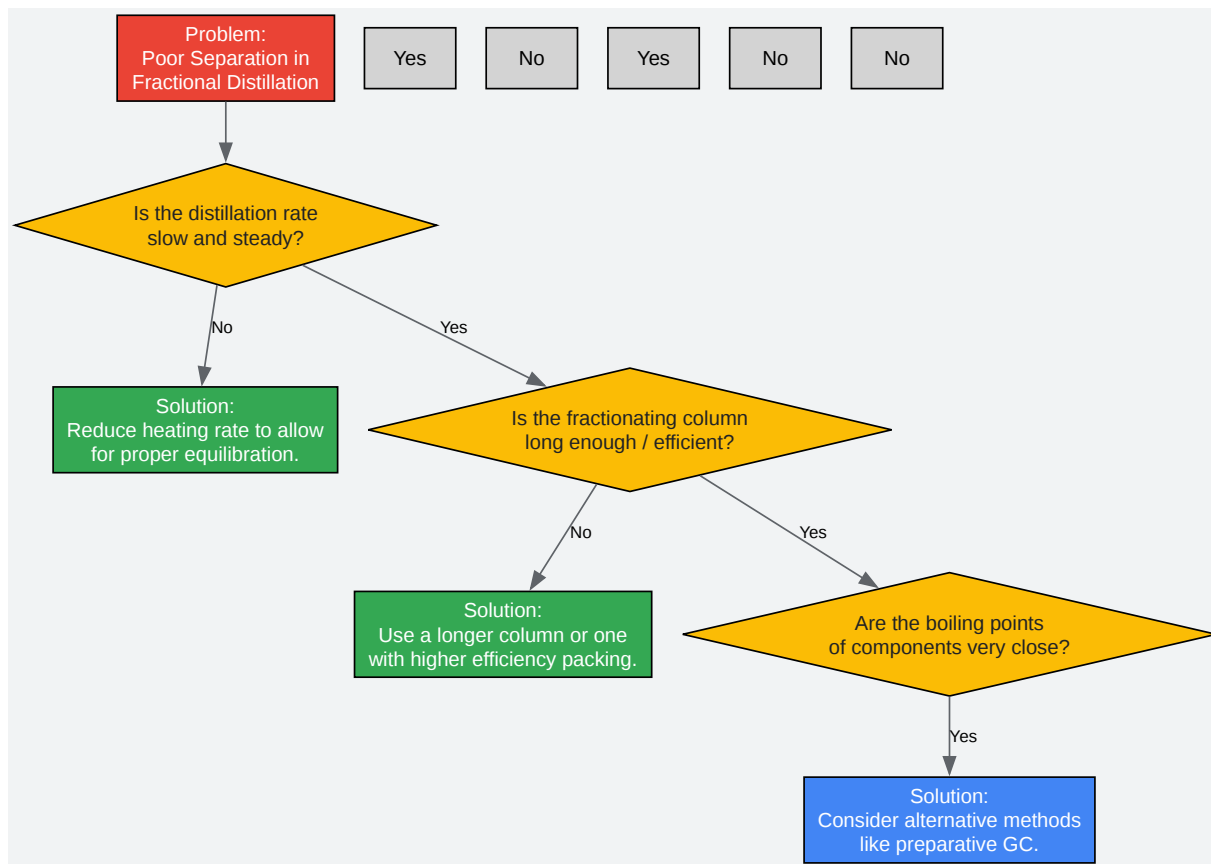 Problem:
Poor Separation in
Fractional Distillation
Yes
No
Yes
No
No
Is the distillation rate
slow and steady?
No
Yes
Solution:
Reduce heating rate to allow
for proper equilibration.
Is the fractionating column
long enough / efficient?
No
Yes
Solution:
Use a longer column or one
with higher efficiency packing.
Are the boiling points
of components very close?
Yes
Solution:
Consider alternative methods
like preparative GC.